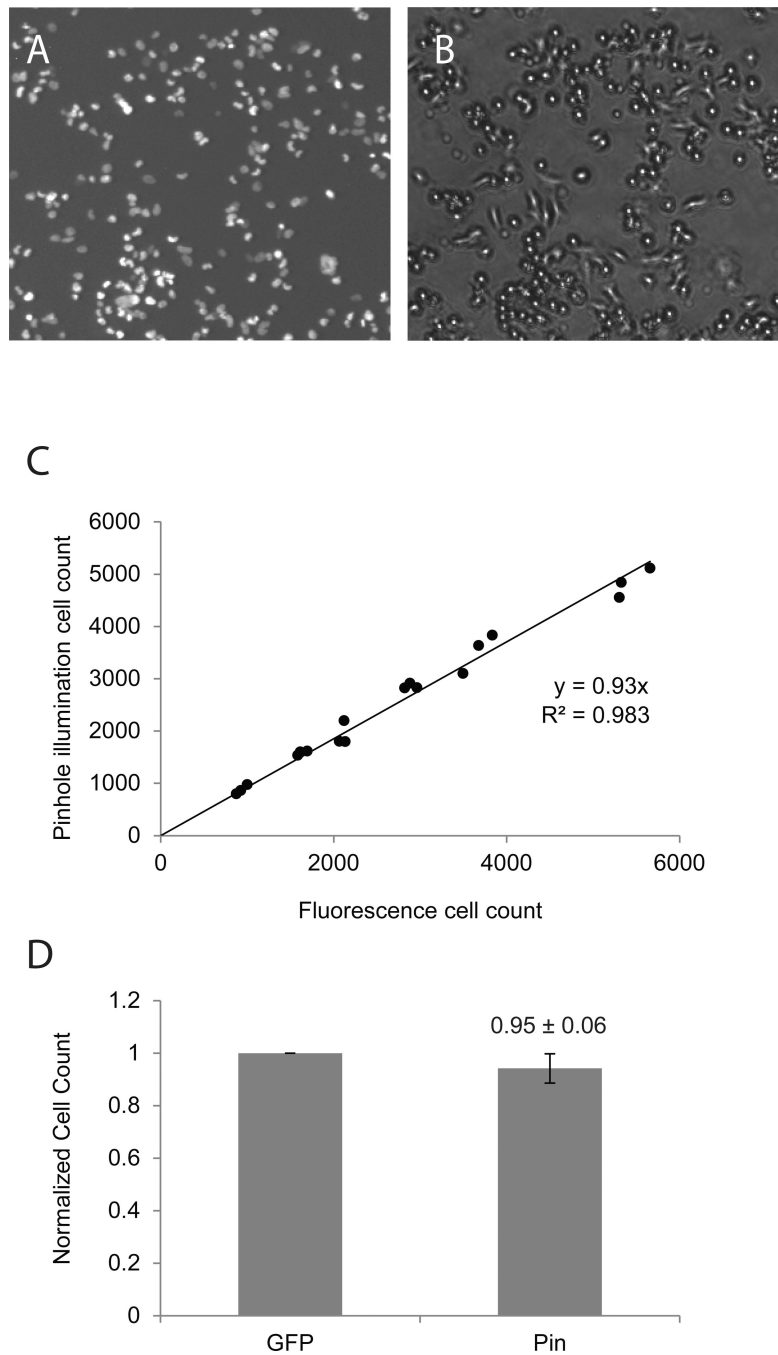 A
B
C
6000
5000
4000
3000
2000
1000
0
Pinhole illumination cell count
y = 0.93x
R² = 0.983
0
2000
4000
6000
Fluorescence cell count
D
1.2
1
0.8
0.6
0.4
0.2
0
Normalized Cell Count
0.95 ± 0.06
GFP
Pin